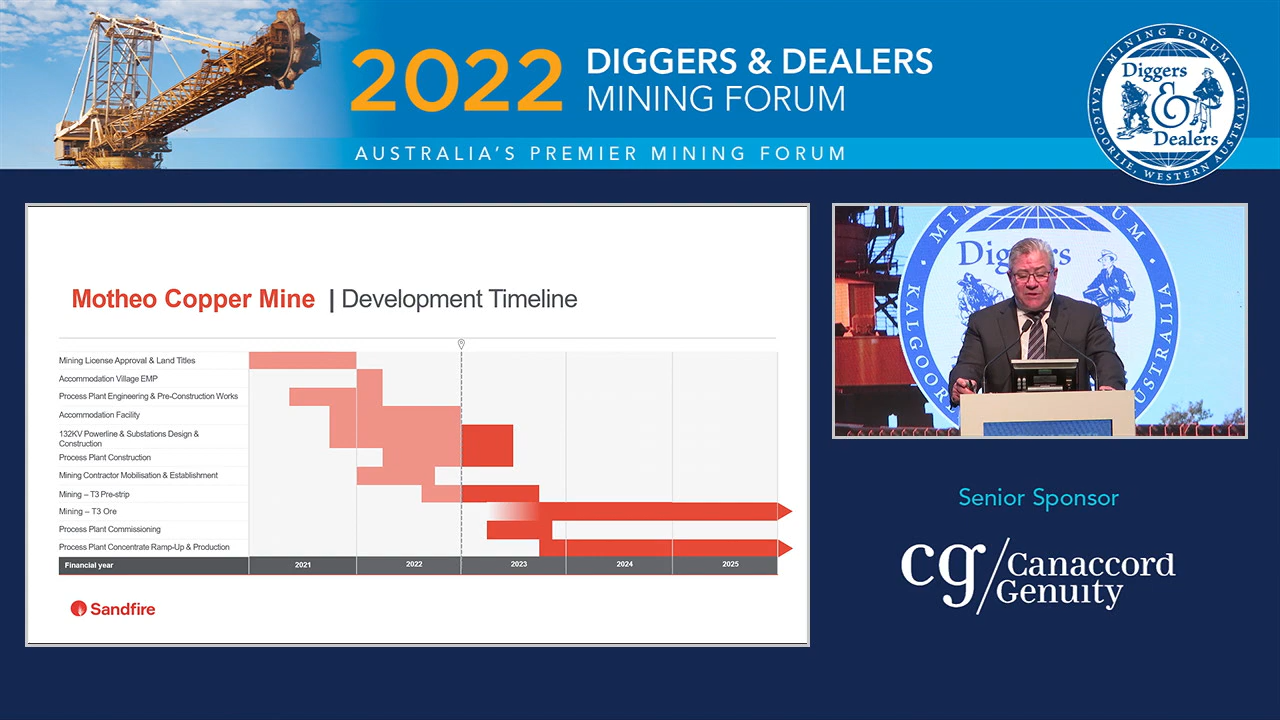 2022
DIGGERS & DEALERS
MINING FORUM
AUSTRALIA'S PREMIER MINING FORUM
MINING FORUM
Diggers
&
Dealers
KALGOORLIE, WESTERN AUSTRALIA
Motheo Copper Mine | Development Timeline
Mining License Approval & Land Titles
Accommodation Village EMP
Process Plant Engineering & Pre-Construction Works
Accommodation Facility
132KV Powerline & Substations Design &
Construction
Process Plant Construction
Mining Contractor Mobilisation & Establishment
Mining – T3 Pre-strip
Mining – T3 Ore
Process Plant Commissioning
Process Plant Concentrate Ramp-Up & Production
Financial year 2021 2022 2023 2024 2025
Sandfire
Diggers
Senior Sponsor
cg/Canaccord
Genuity